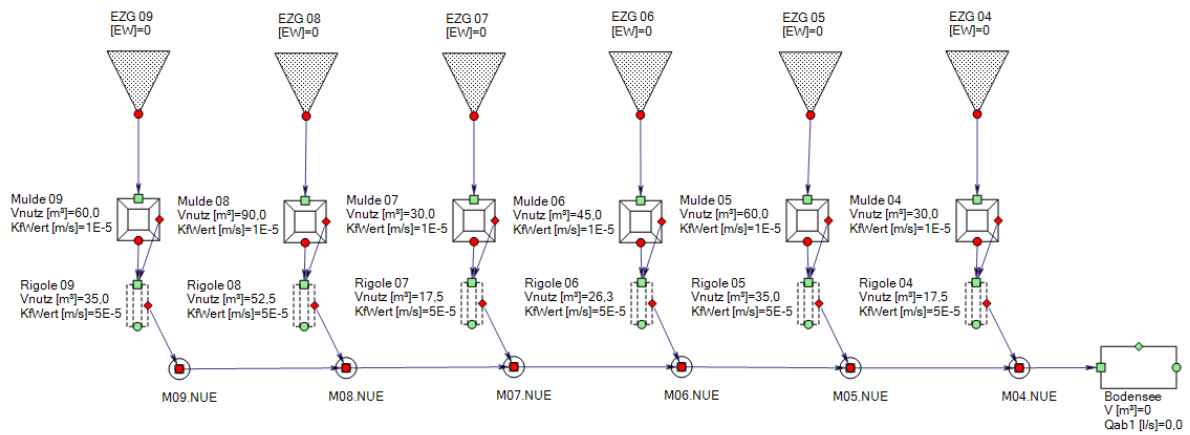 EZG 09
[EW]=0
EZG 08
[EW]=0
EZG 07
[EW]=0
EZG 06
[EW]=0
EZG 05
[EW]=0
EZG 04
[EW]=0
Mulde 09
Vnutz [m³]=60,0
KfWert [m/s]=1E-5
Mulde 08
Vnutz [m³]=90,0
KfWert [m/s]=1E-5
Mulde 07
Vnutz [m³]=30,0
KfWert [m/s]=1E-5
Mulde 06
Vnutz [m³]=45,0
KfWert [m/s]=1E-5
Mulde 05
Vnutz [m³]=60,0
KfWert [m/s]=1E-5
Mulde 04
Vnutz [m³]=30,0
KfWert [m/s]=1E-5
Rigole 09
Vnutz [m³]=35,0
KfWert [m/s]=5E-5
Rigole 08
Vnutz [m³]=52,5
KfWert [m/s]=5E-5
Rigole 07
Vnutz [m³]=17,5
KfWert [m/s]=5E-5
Rigole 06
Vnutz [m³]=26,3
KfWert [m/s]=5E-5
Rigole 05
Vnutz [m³]=35,0
KfWert [m/s]=5E-5
Rigole 04
Vnutz [m³]=17,5
KfWert [m/s]=5E-5
M09.NUE
M08.NUE
M07.NUE
M06.NUE
M05.NUE
M04.NUE
Bodensee
V [m³]=0
Qab1 [l/s]=0,0